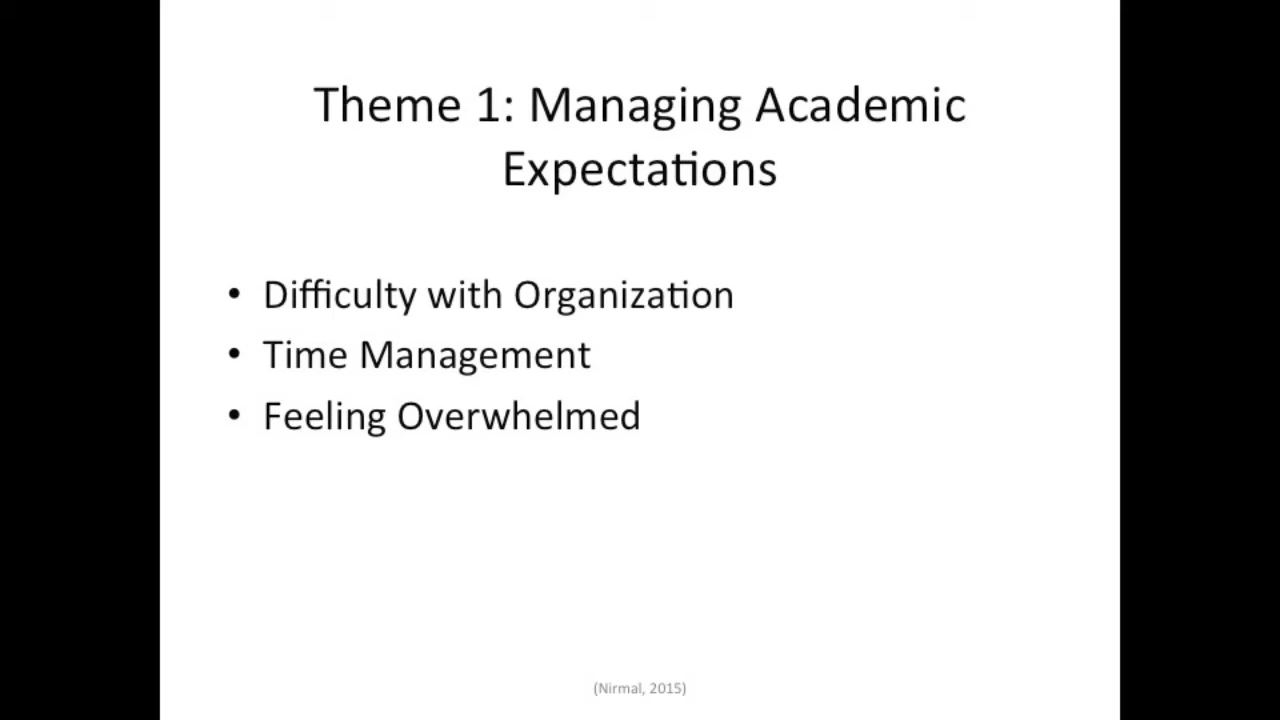 Theme 1: Managing Academic
Expectations
• Difficulty with Organization
• Time Management
• Feeling Overwhelmed
(Nirmal, 2015)